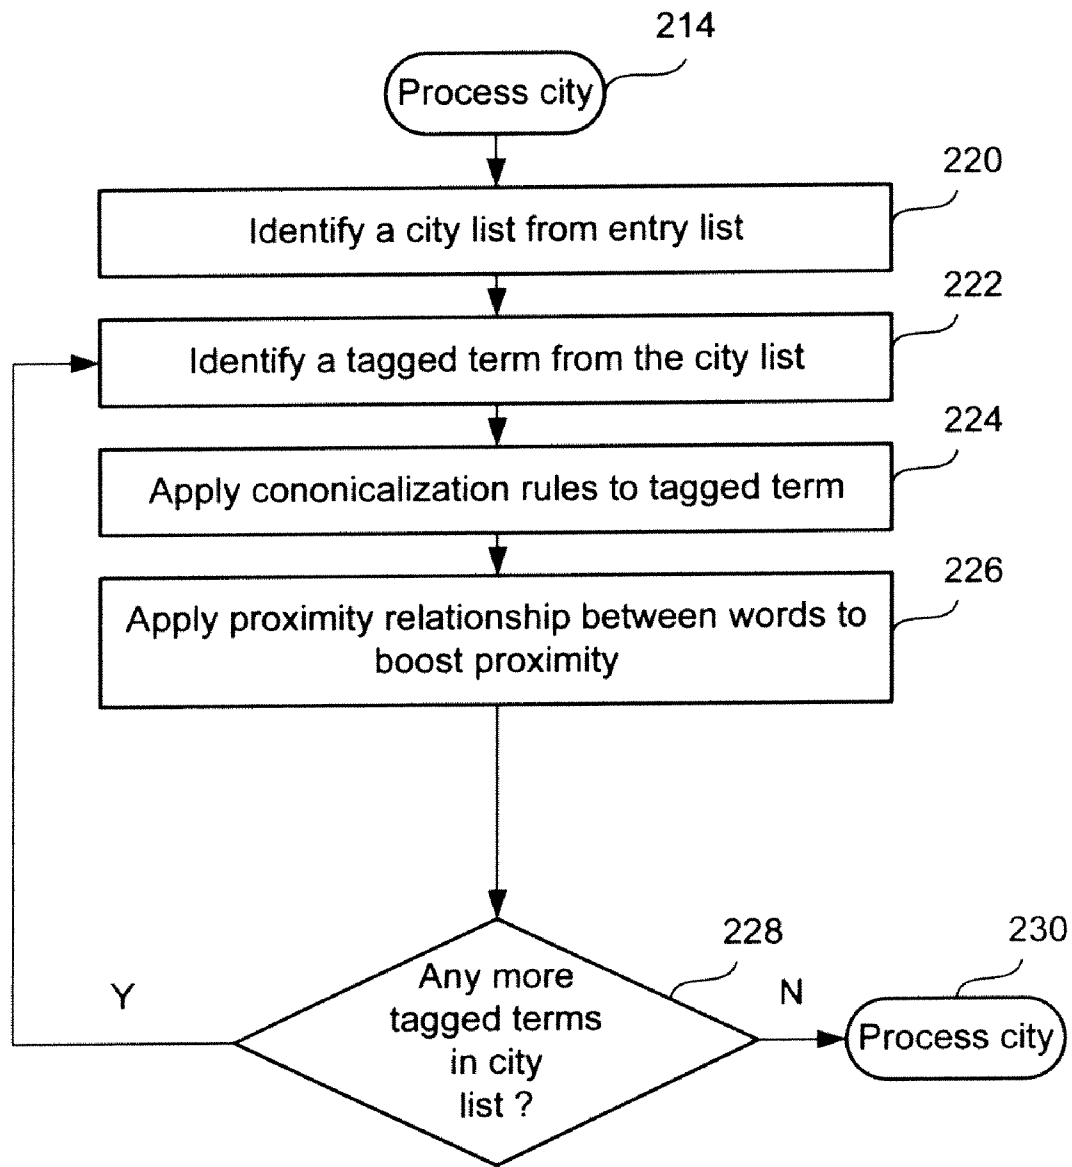 214
Process city
220
Identify a city list from entry list
222
Identify a tagged term from the city list
224
Apply cononicalization rules to tagged term
226
Apply proximity relationship between words to
boost proximity
228
Any more
tagged terms
in city
list ?
Y
N
230
Process city